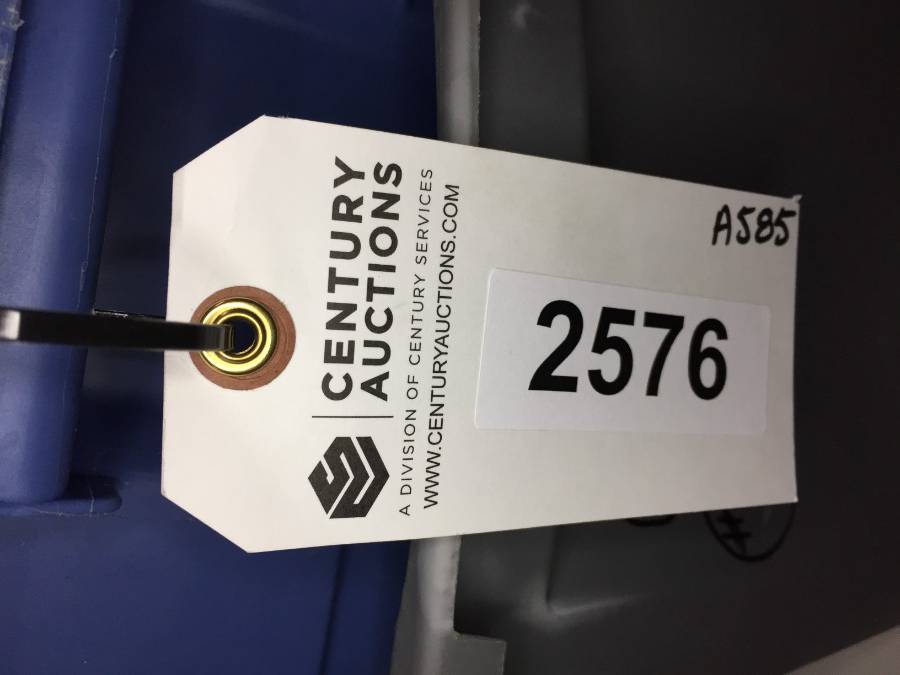 CENTURY
AUCTIONS
A DIVISION OF CENTURY SERVICES
WWW.CENTURYAUCTIONS.COM
A585
2576
#